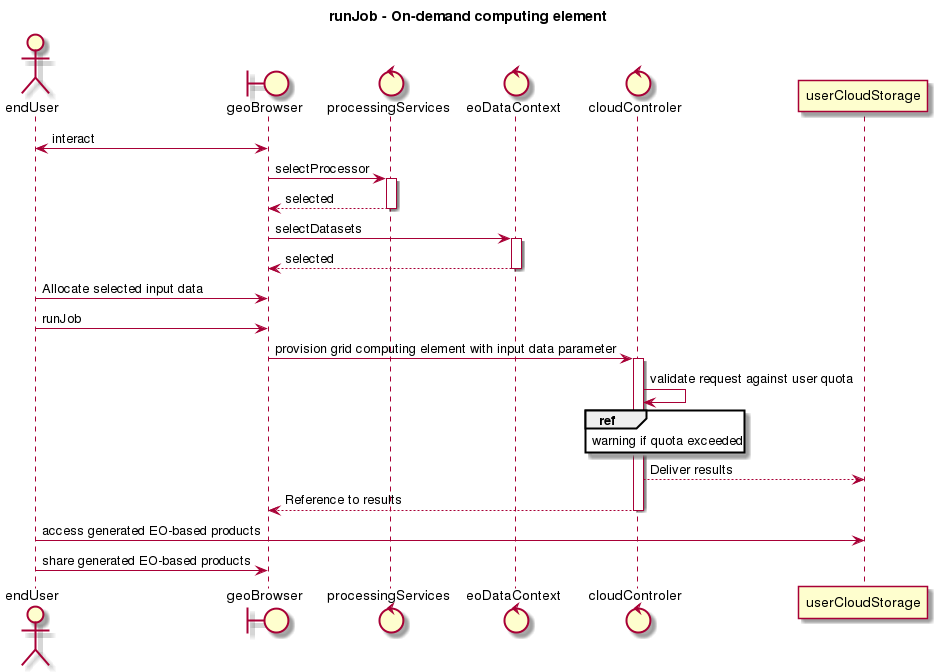 runJob - On-demand computing element
endUser
geoBrowser
processingServices
eoDataContext
cloudControler
userCloudStorage
interact
selectProcessor
selected
selectDatasets
selected
Allocate selected input data
runJob
provision grid computing element with input data parameter
validate request against user quota
ref
warning if quota exceeded
Deliver results
Reference to results
access generated EO-based products
share generated EO-based products
endUser
geoBrowser
processingServices
eoDataContext
cloudControler
userCloudStorage